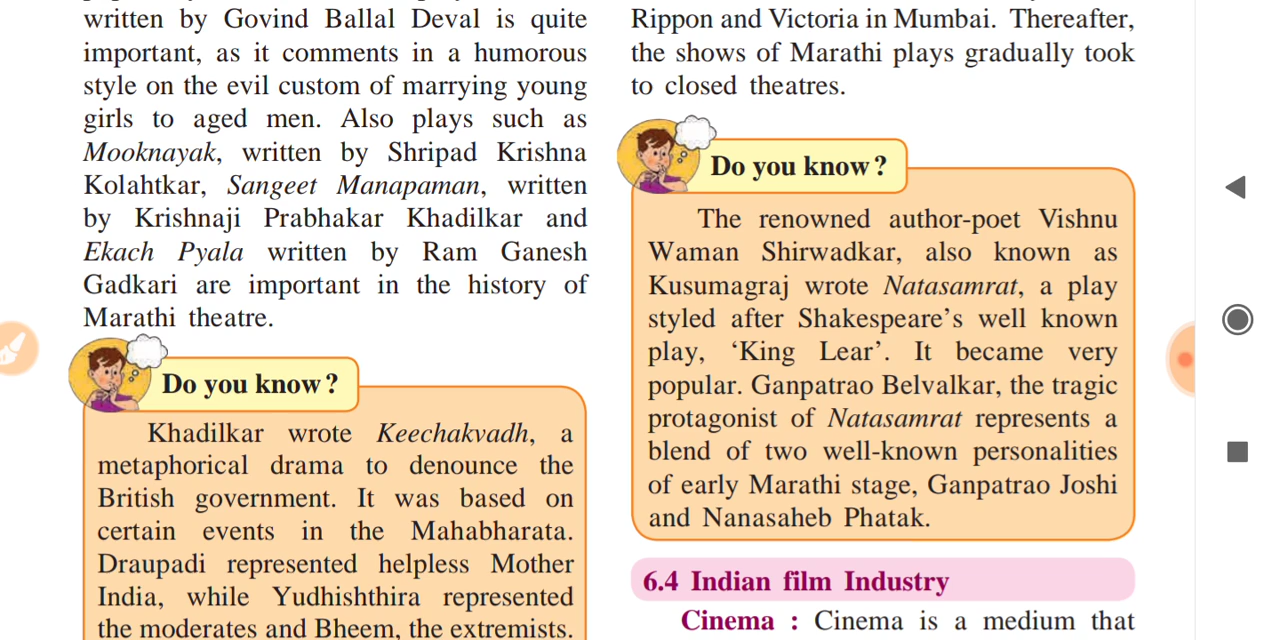 written by Govind Ballal Deval is quite
important, as it comments in a humorous
style on the evil custom of marrying young
girls to aged men. Also plays such as
Mooknayak, written by Shripad Krishna
Kolahtkar, Sangeet Manapaman, written
by Krishnaji Prabhakar Khadilkar and
Ekach Pyala written by Ram Ganesh
Gadkari are important in the history of
Marathi theatre.
Do you know?
Khadilkar wrote Keechakvadh, a
metaphorical drama to denounce the
British government. It was based on
certain events in the Mahabharata.
Draupadi represented helpless Mother
India, while Yudhishthira represented
the moderates and Bheem, the extremists.
Rippon and Victoria in Mumbai. Thereafter,
the shows of Marathi plays gradually took
to closed theatres.
Do you know?
The renowned author-poet Vishnu
Waman Shirwadkar, also known as
Kusumagraj wrote Natasamrat, a play
styled after Shakespeare's well known
play, 'King Lear'. It became very
popular. Ganpatrao Belvalkar, the tragic
protagonist of Natasamrat represents a
blend of two well-known personalities
of early Marathi stage, Ganpatrao Joshi
and Nanasaheb Phatak.
6.4 Indian film Industry
Cinema : Cinema is a medium that